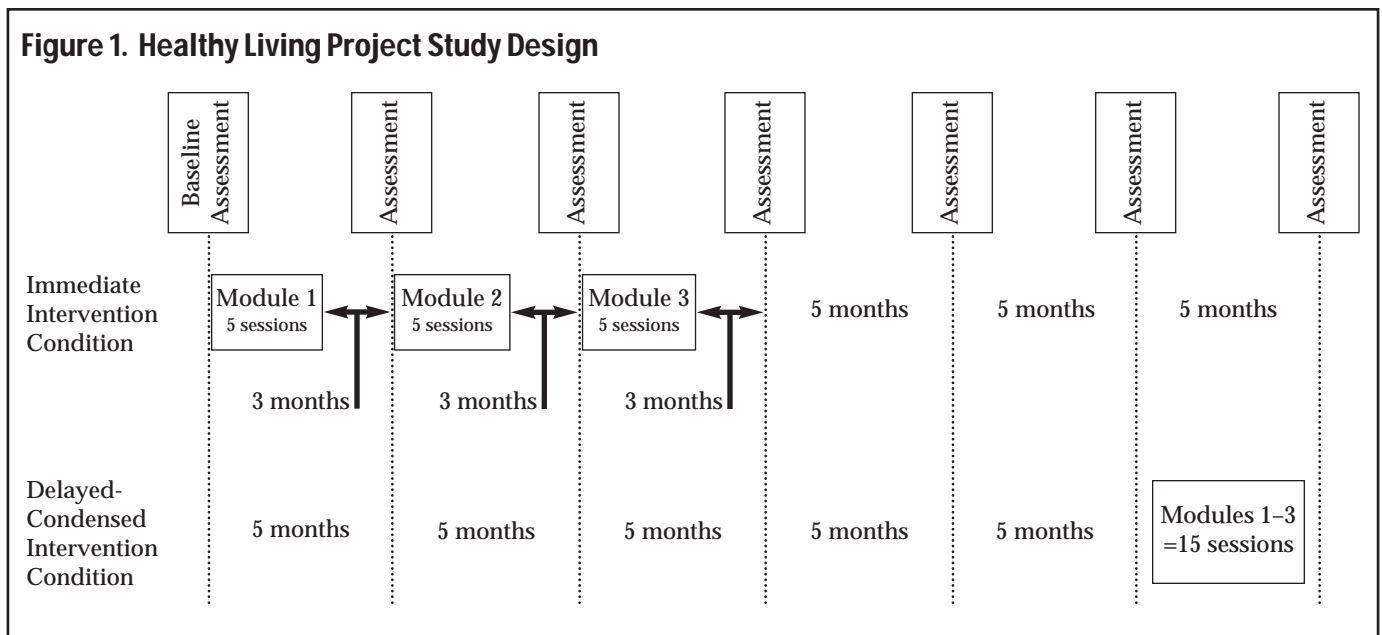 Figure 1. Healthy Living Project Study Design
Baseline
Assessment
Assessment
Assessment
Assessment
Assessment
Assessment
Assessment
Immediate
Intervention
Condition
Module 1
5 sessions
Module 2
5 sessions
Module 3
5 sessions
5 months
5 months
5 months
3 months
3 months
3 months
Delayed-
Condensed
Intervention
Condition
5 months
5 months
5 months
5 months
5 months
Modules 1–3
=15 sessions